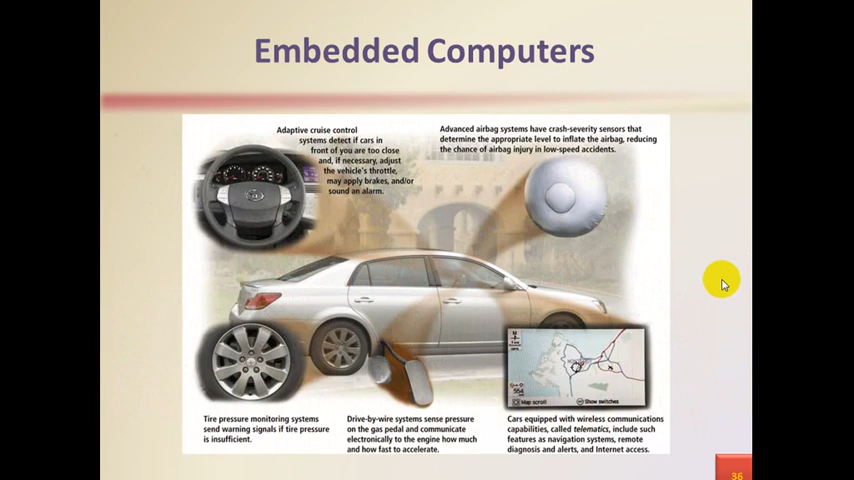 Embedded Computers
Adaptive cruise control
systems detect if cars in
front of you are too close
and, if necessary, adjust
the vehicle's throttle,
may apply brakes, and/or
sound an alarm.
Advanced airbag systems have crash-severity sensors that
determine the appropriate level to inflate the airbag, reducing
the chance of airbag injury in low-speed accidents.
Map scroll
Show switches
Tire pressure monitoring systems
send warning signals if tire pressure
is insufficient.
Drive-by-wire systems sense pressure
on the gas pedal and communicate
electronically to the engine how much
and how fast to accelerate.
Cars equipped with wireless communications
capabilities, called telematics, include such
features as navigation systems, remote
diagnosis and alerts, and Internet access.
36